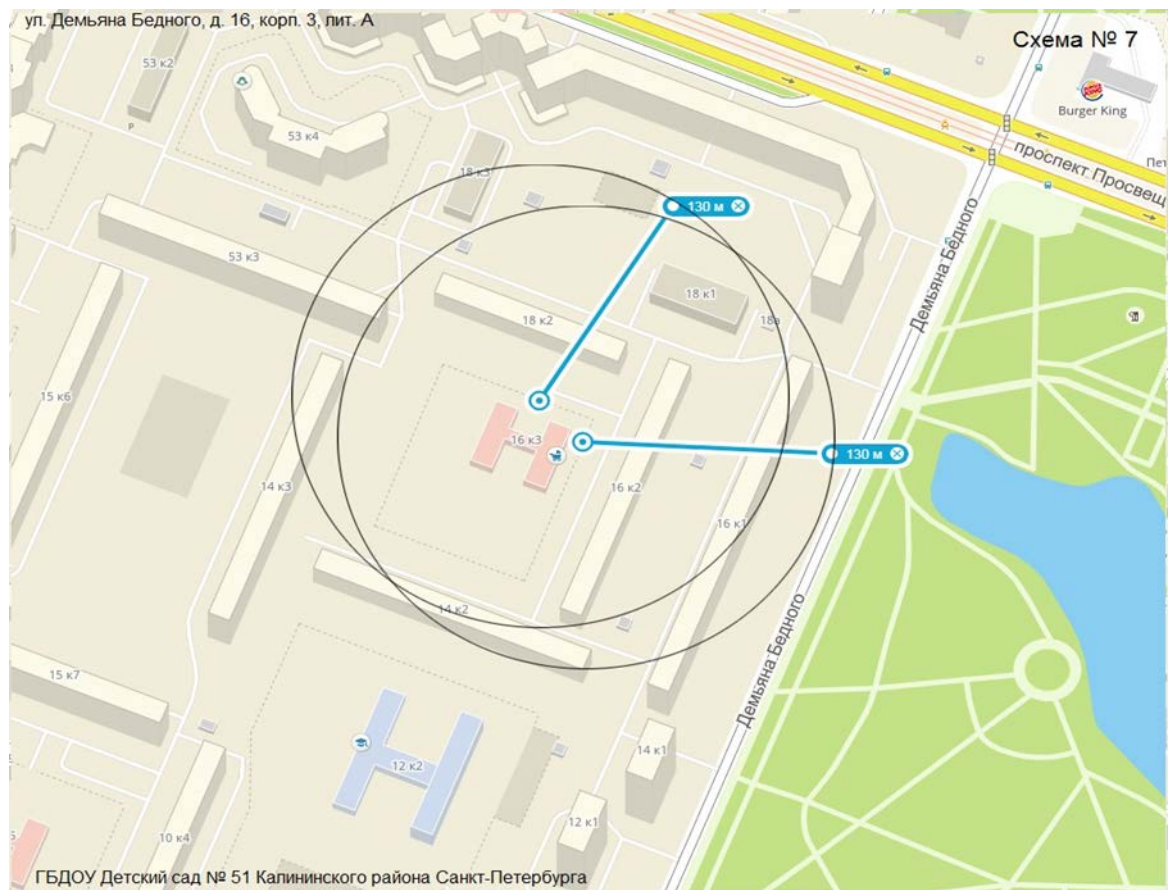 ул. Демьяна Бедного, д. 16, корп. 3, лит. А
Схема № 7
53 к2
Р
53 к4
18 к3
Burger King
проспект Просвещ
Пет
130 м
53 к3
18 к1
18 к2
18а
Демьяна Бедного
15 к6
16 к3
130 м
14 к3
16 к2
16 к1
14 к2
Демьяна Бедного
15 к7
14 к1
12 к2
10 к4
12 к1
ГБДОУ Детский сад № 51 Калининского района Санкт-Петербурга